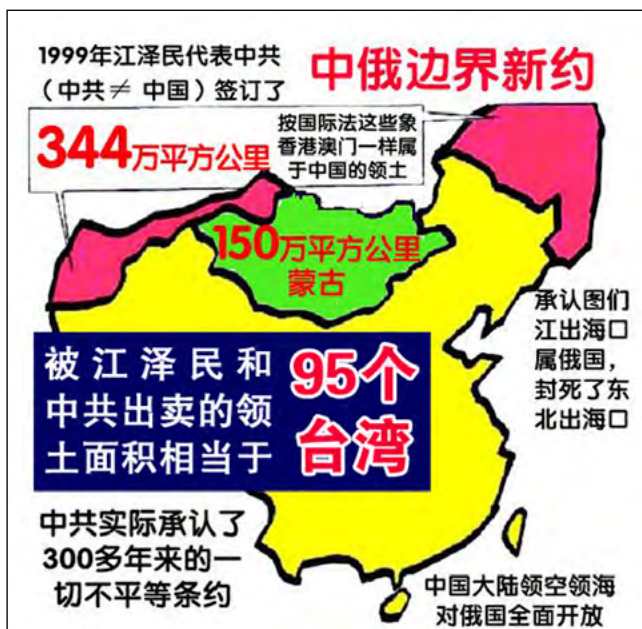 1999年江泽民代表中共
（中共≠ 中国）签订了
中俄边界新约
344万平方公里
按国际法这些象
香港澳门一样属
于中国的领土
150万平方公里
蒙古
承认图们
江出海口
属俄国，
封死了东
北出海口
被江泽民和
中共出卖的领
土面积相当于
95个
台湾
中共实际承认了
300多年来的一
切不平等条约
中国大陆领空领海
对俄国全面开放